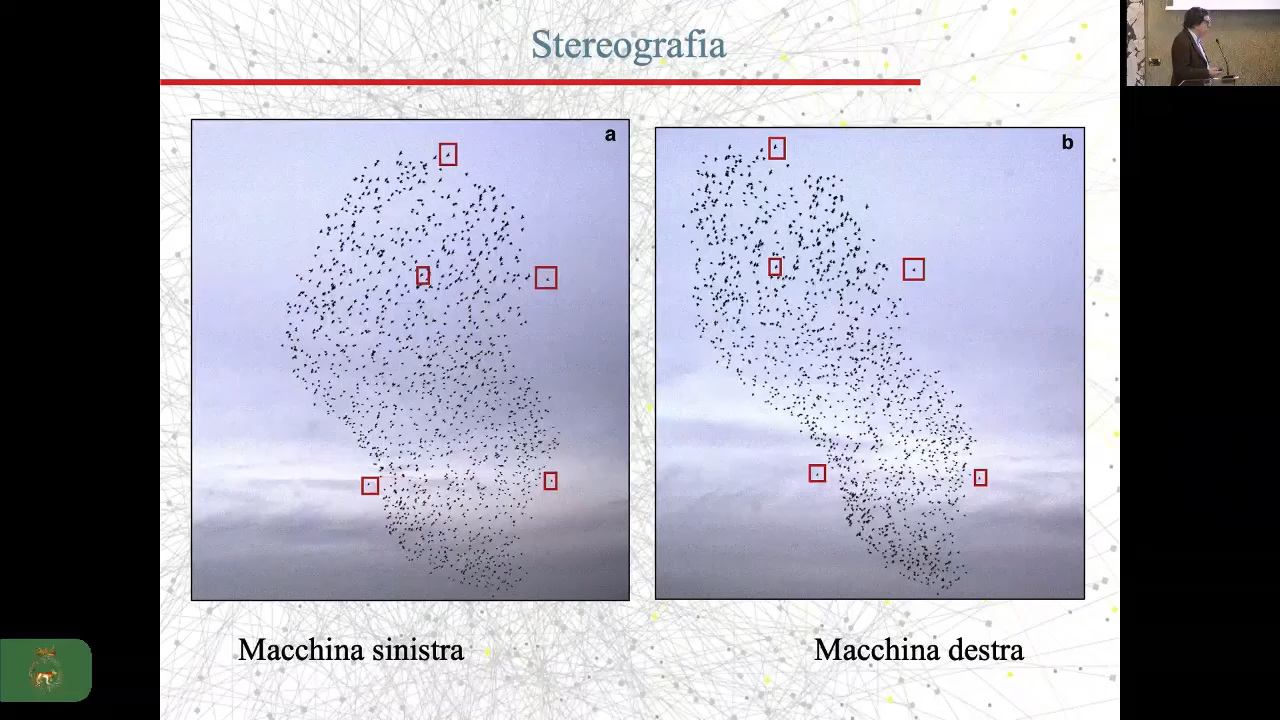 Stereografia
a
b
Macchina sinistra
Macchina destra